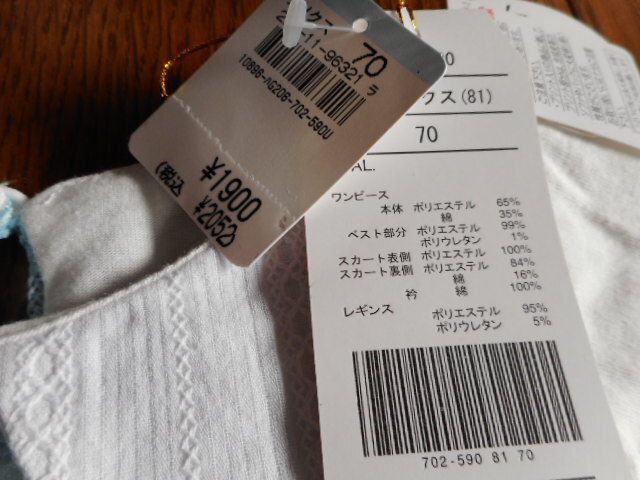 70
11-96321 ラ
10896-AG206-702-590U
¥1900
(税込 ¥2052)
クス(81)
70
ワンピース
本体 ポリエステル 65%
綿 35%
ベスト部分 ポリエステル 99%
ポリウレタン 1%
スカート表側 ポリエステル 100%
スカート裏側 ポリエステル 84%
綿 16%
衿 綿 100%
レギンス ポリエステル 95%
ポリウレタン 5%
702-590 81 70